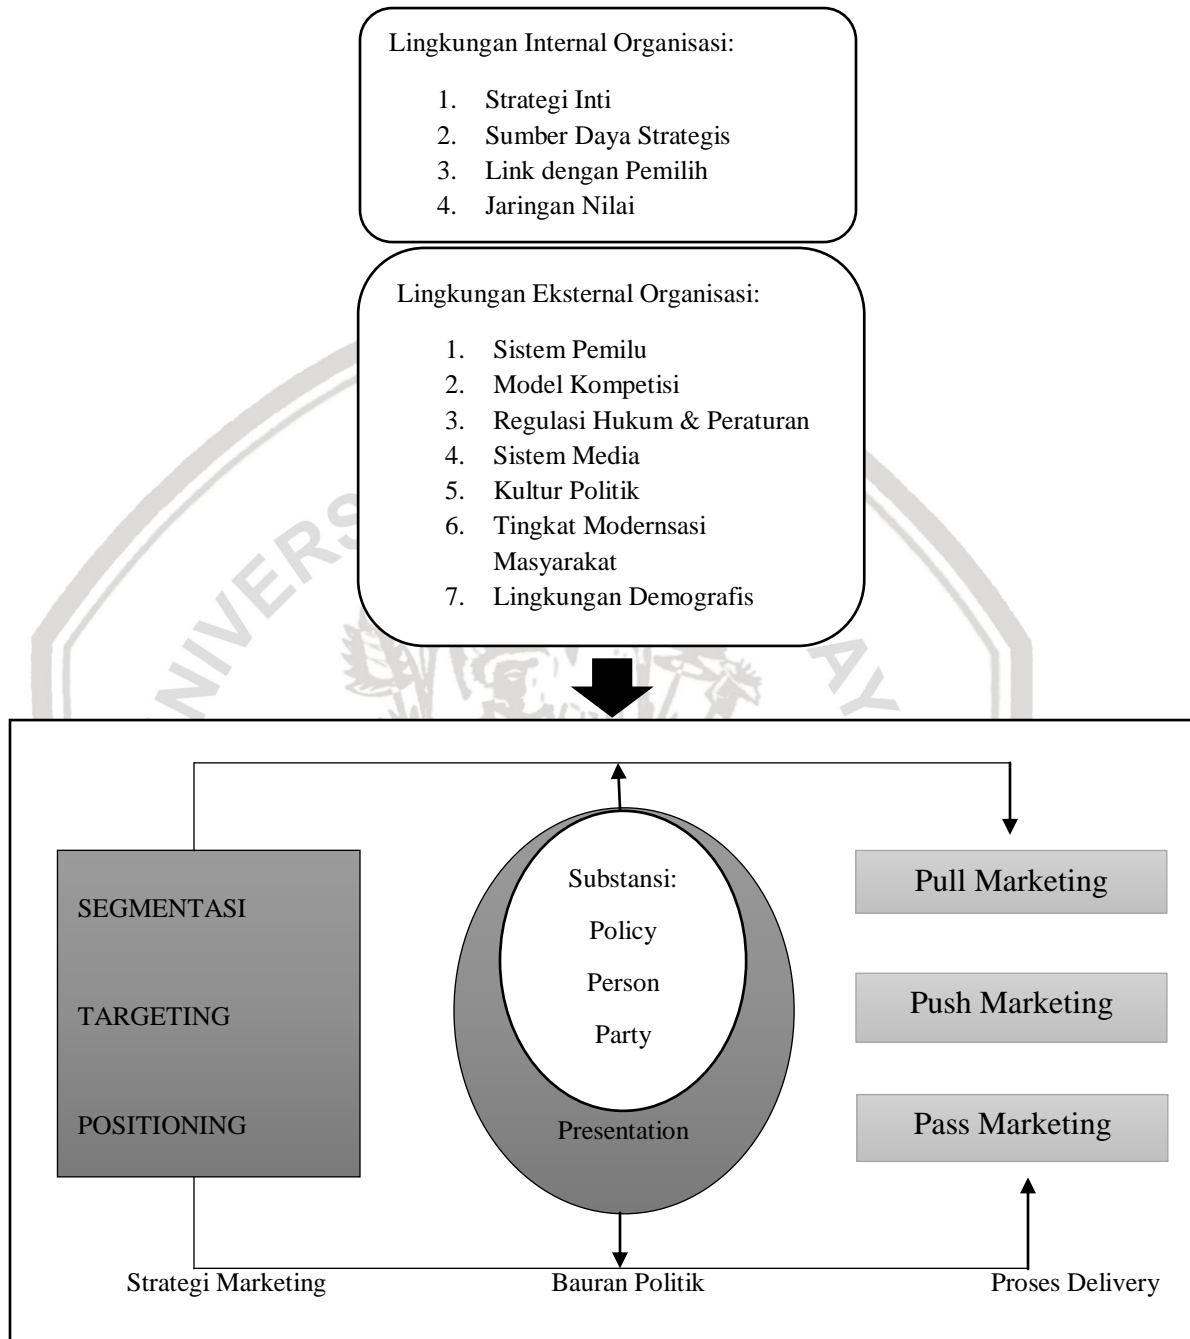 Lingkungan Internal Organisasi:
1. Strategi Inti
2. Sumber Daya Strategis
3. Link dengan Pemilih
4. Jaringan Nilai
Lingkungan Eksternal Organisasi:
1. Sistem Pemilu
2. Model Kompetisi
3. Regulasi Hukum & Peraturan
4. Sistem Media
5. Kultur Politik
6. Tingkat Modernsasi
Masyarakat
7. Lingkungan Demografis
SEGMENTASI
TARGETING
POSITIONING
Substansi:
Policy
Person
Party
Presentation
Pull Marketing
Push Marketing
Pass Marketing
Strategi Marketing
Bauran Politik
Proses Delivery